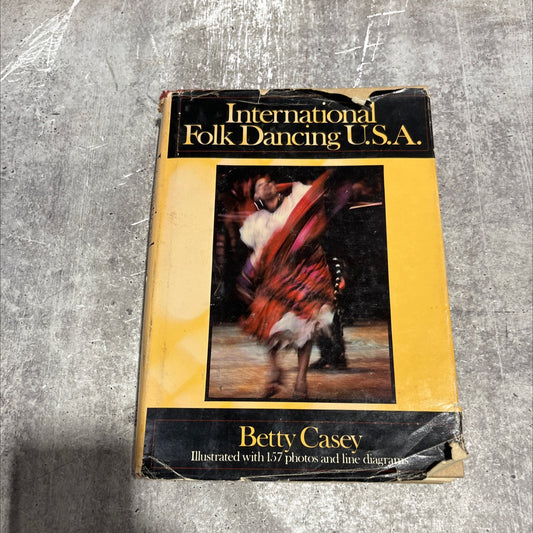 International
Folk Dancing U.S.A.
Betty Casey
Illustrated with 157 photos and line diagrams